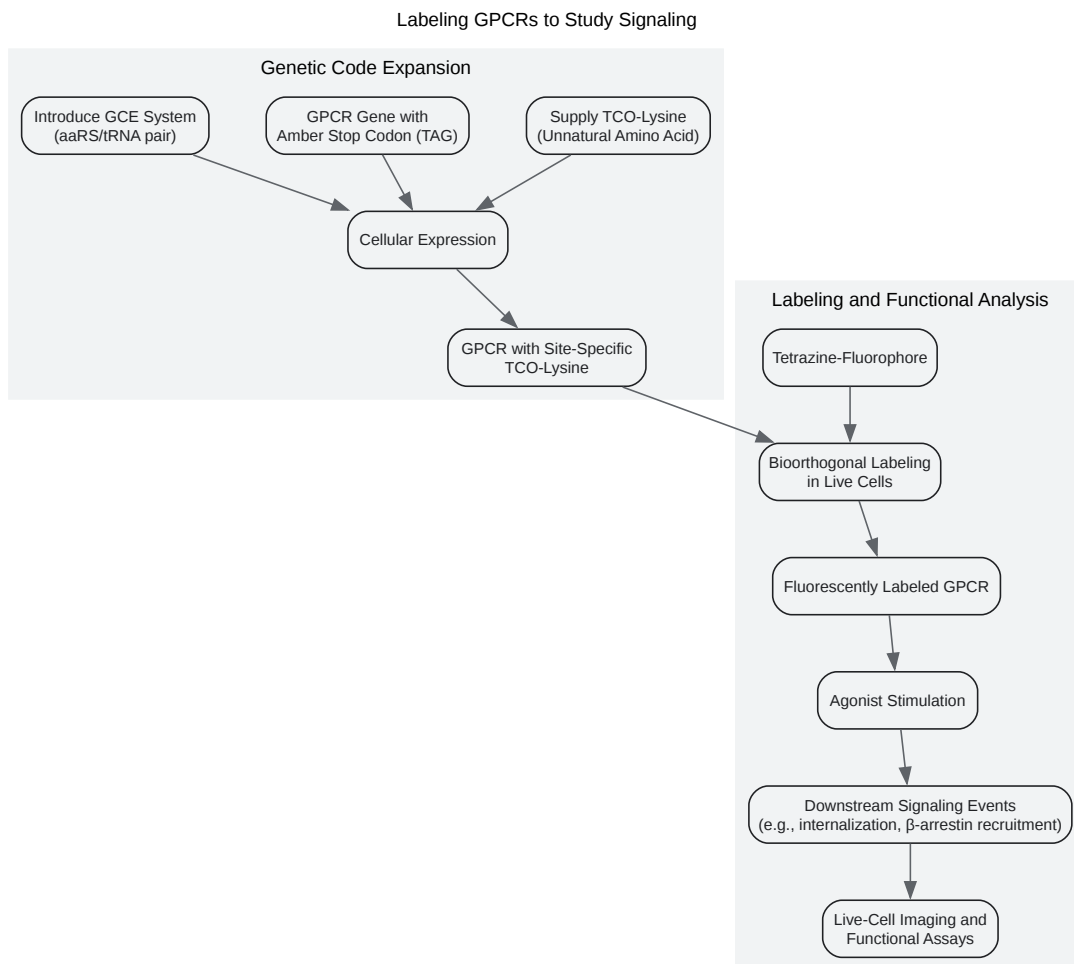 Labeling GPCRs to Study Signaling
Genetic Code Expansion
Introduce GCE System
(aaRS/tRNA pair)
GPCR Gene with
Amber Stop Codon (TAG)
Supply TCO-Lysine
(Unnatural Amino Acid)
Cellular Expression
GPCR with Site-Specific
TCO-Lysine
Labeling and Functional Analysis
Tetrazine-Fluorophore
Bioorthogonal Labeling
in Live Cells
Fluorescently Labeled GPCR
Agonist Stimulation
Downstream Signaling Events
(e.g., internalization, β-arrestin recruitment)
Live-Cell Imaging and
Functional Assays